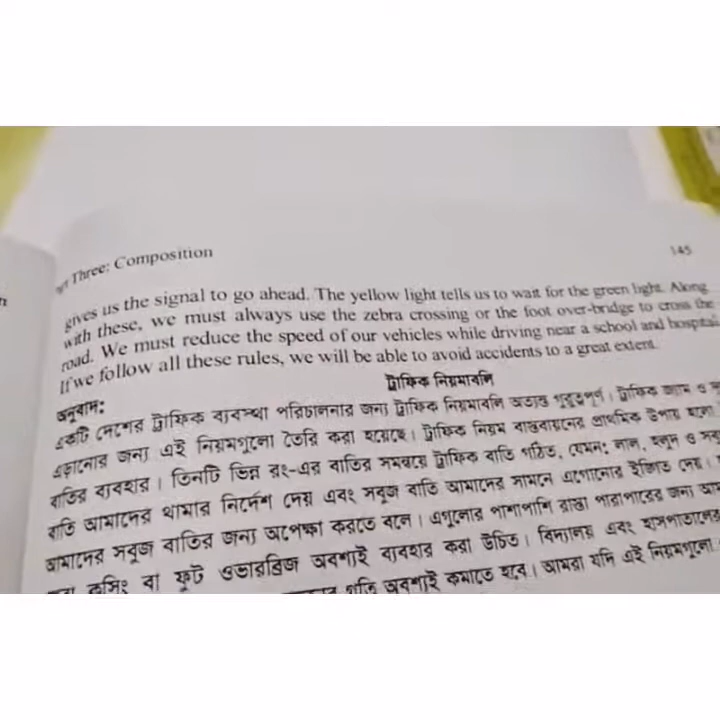 Three: Composition
145
gives us the signal to go ahead. The yellow light tells us to wait for the green light. Along
with these, we must always use the zebra crossing or the foot over-bridge to cross the
road. We must reduce the speed of our vehicles while driving near a school and hospital.
If we follow all these rules, we will be able to avoid accidents to a great extent.
ট্রাফিক নিয়মাবলি
অনুবাদ:
একটি দেশের ট্রাফিক ব্যবস্থা পরিচালনার জন্য ট্রাফিক নিয়মাবলি অত্যন্ত গুরুত্বপূর্ণ। ট্রাফিক জ্যাম ও
এড়ানোর জন্য এই নিয়মগুলো তৈরি করা হয়েছে। ট্রাফিক নিয়ম বাস্তবায়নের প্রাথমিক উপায় হলো
বাতির ব্যবহার। তিনটি ভিন্ন রং-এর বাতির সমন্বয়ে ট্রাফিক বাতি গঠিত, যেমন: লাল, হলুদ ও
বাতি আমাদের থামার নির্দেশ দেয় এবং সবুজ বাতি আমাদের সামনে এগোনোর ইঙ্গিত দেয়।
আমাদের সবুজ বাতির জন্য অপেক্ষা করতে বলে। এগুলোর পাশাপাশি রাস্তা পারাপারের জন্য
ক্রসিং বা ফুট ওভারব্রিজ অবশ্যই ব্যবহার করা উচিত। বিদ্যালয় এবং হাসপাতালের
গতি অবশ্যই কমাতে হবে। আমরা যদি এই নিয়মগুলো